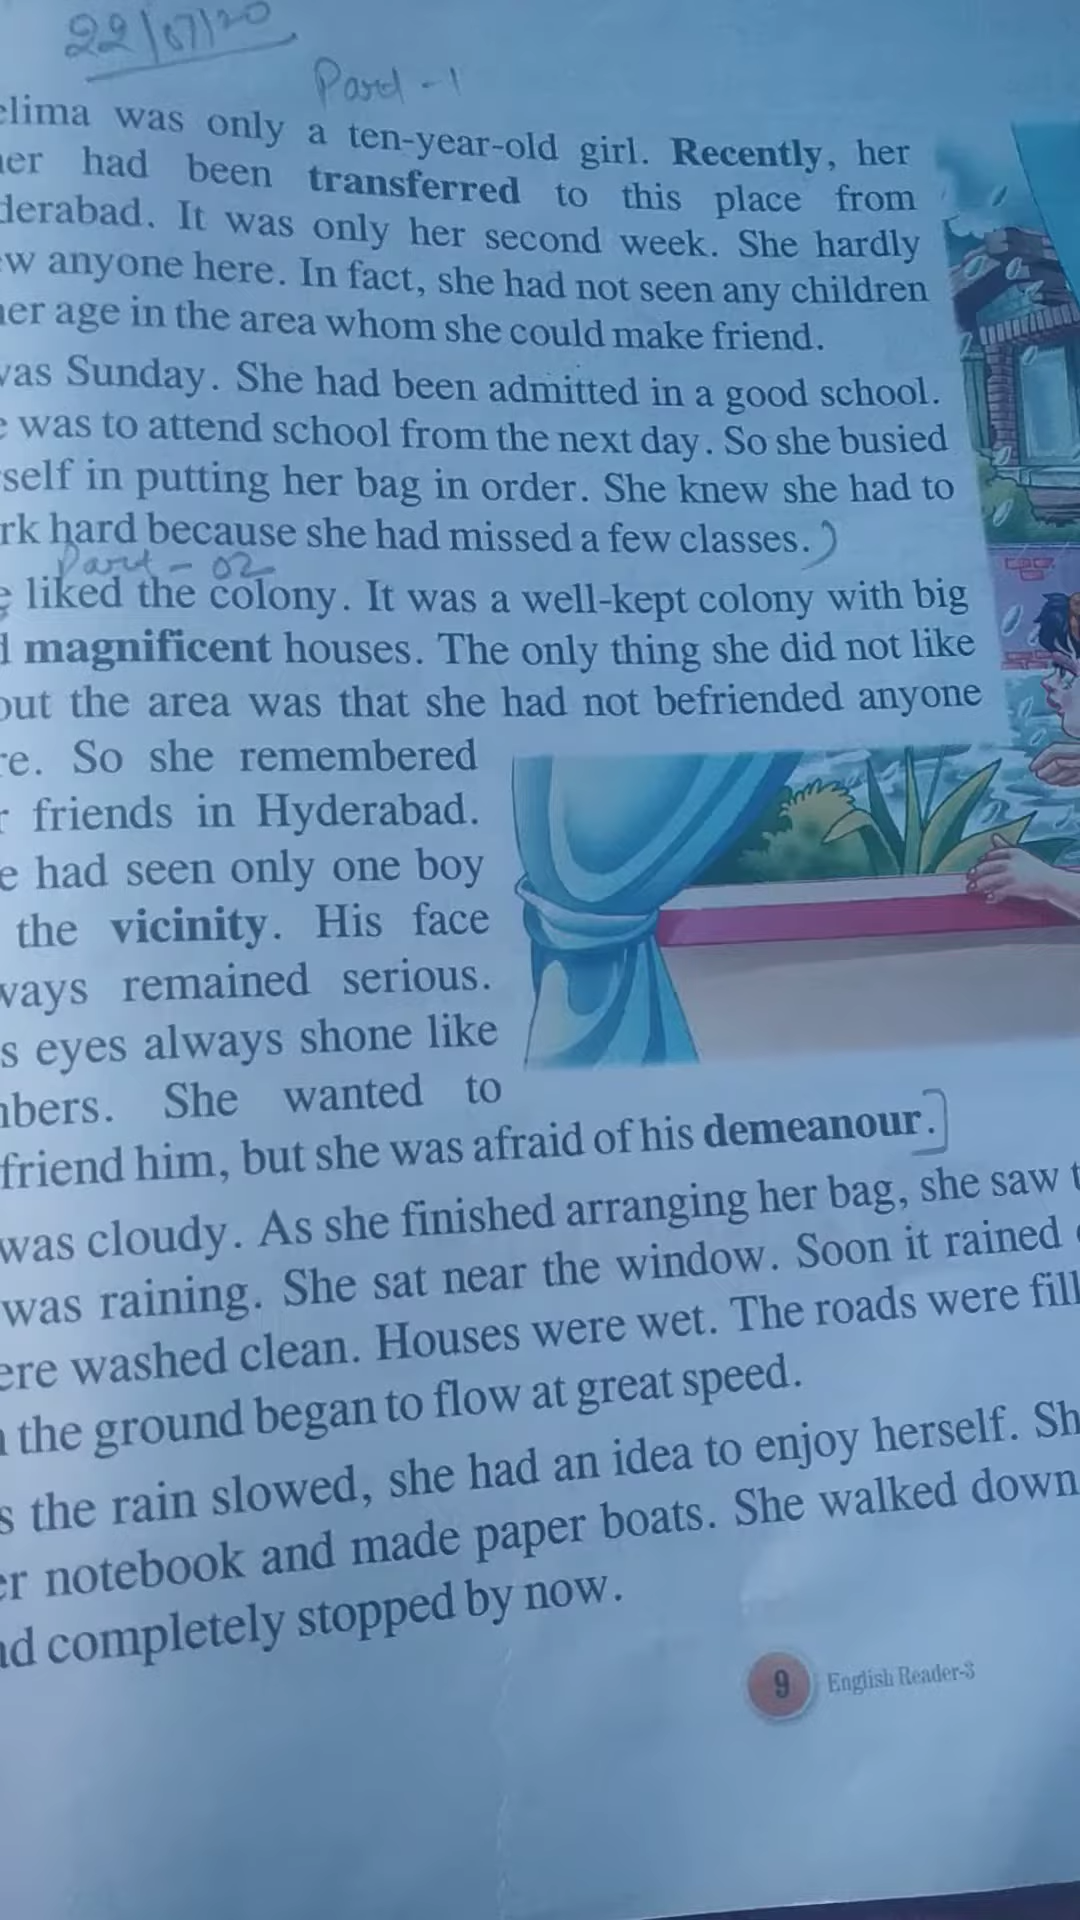 22/07/20
Part - 1
elima was only a ten-year-old girl. Recently, her
her had been transferred to this place from
derabad. It was only her second week. She hardly
ew anyone here. In fact, she had not seen any children
her age in the area whom she could make friend.
was Sunday. She had been admitted in a good school.
e was to attend school from the next day. So she busied
rself in putting her bag in order. She knew she had to
rk hard because she had missed a few classes.)
Part - 02
e liked the colony. It was a well-kept colony with big
d magnificent houses. The only thing she did not like
out the area was that she had not befriended anyone
re. So she remembered
r friends in Hyderabad.
e had seen only one boy
the vicinity. His face
ways remained serious.
s eyes always shone like
mbers. She wanted to
friend him, but she was afraid of his demeanour.]
was cloudy. As she finished arranging her bag, she saw t
was raining. She sat near the window. Soon it rained
ere washed clean. Houses were wet. The roads were fill
n the ground began to flow at great speed.
s the rain slowed, she had an idea to enjoy herself. Sh
er notebook and made paper boats. She walked down
ad completely stopped by now.
9 English Reader-3